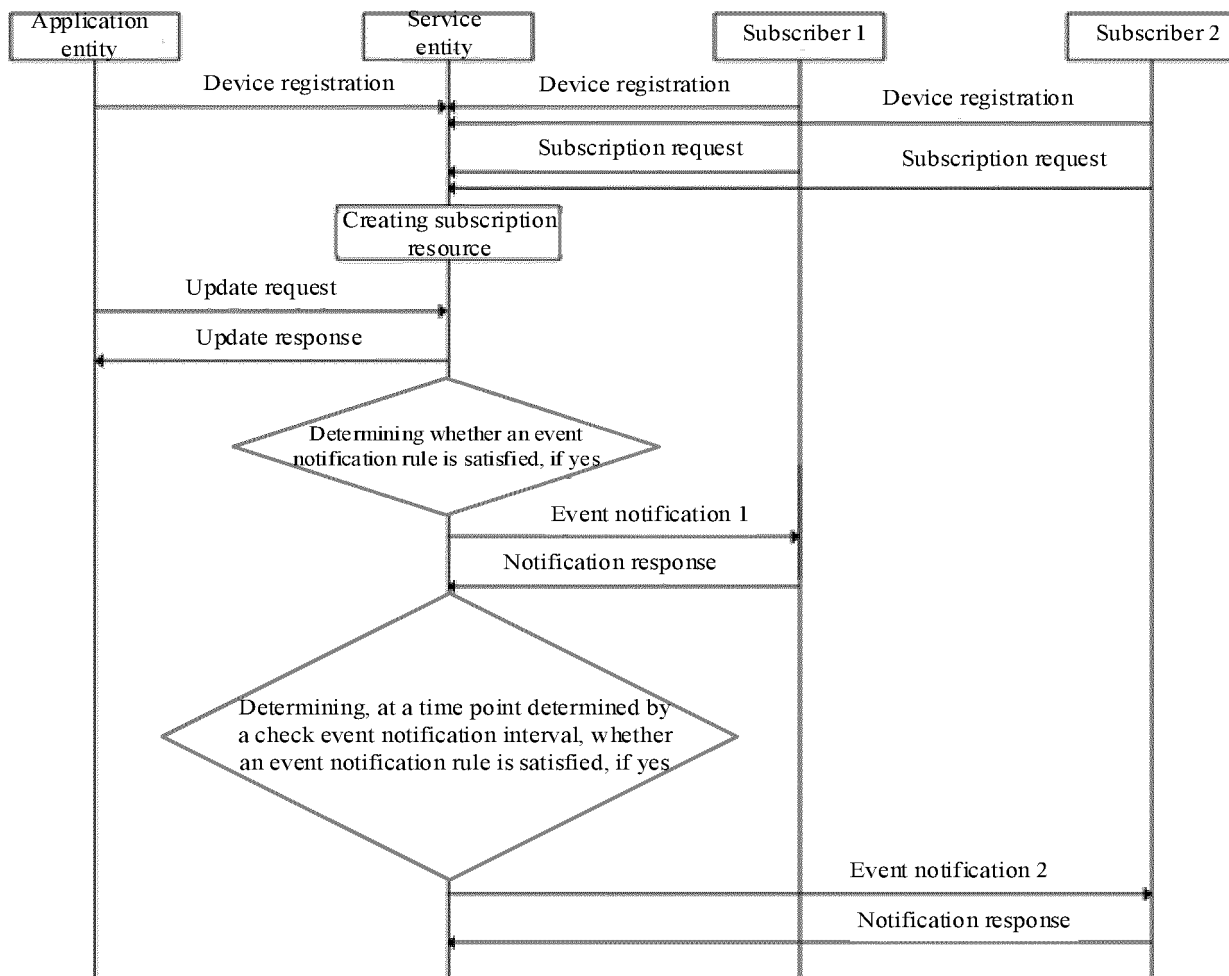 Application
entity
Service
entity
Subscriber 1
Subscriber 2
Device registration
Device registration
Device registration
Subscription request
Subscription request
Creating subscription
resource
Update request
Update response
Determining whether an event
notification rule is satisfied, if yes
Event notification 1
Notification response
Determining, at a time point determined by
a check event notification interval, whether
an event notification rule is satisfied, if yes
Event notification 2
Notification response